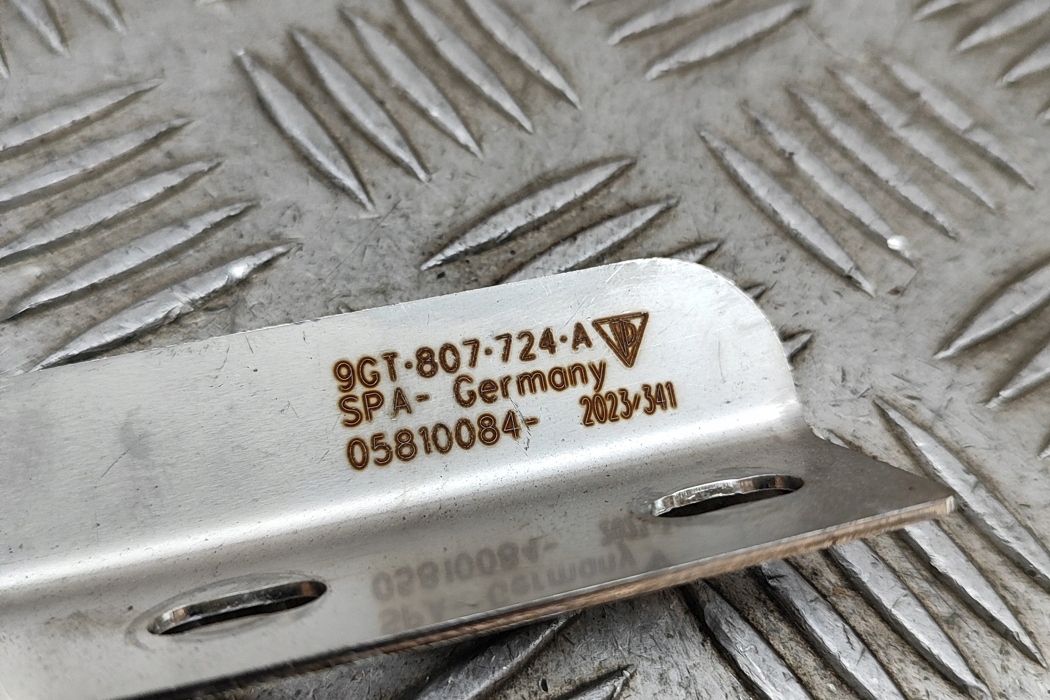 9GT·807·724·A
SPA- Germany
05810084- 2023/341